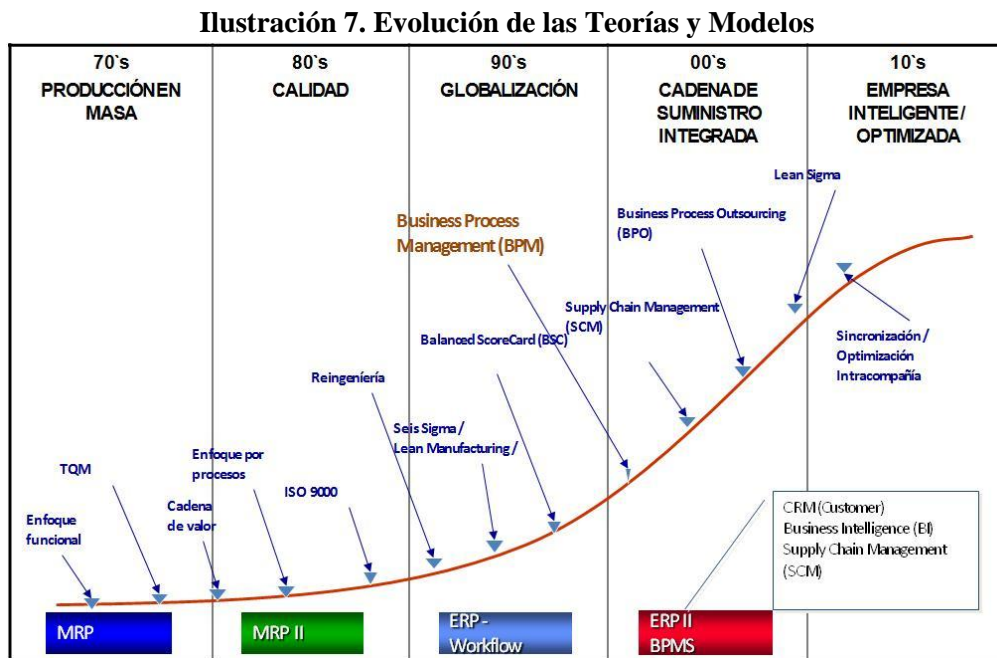 Ilustración 7. Evolución de las Teorías y Modelos
70`s
PRODUCCIÓN EN
MASA
80`s
CALIDAD
90`s
GLOBALIZACIÓN
00`s
CADENA DE
SUMINISTRO
INTEGRADA
10`s
EMPRESA
INTELIGENTE /
OPTIMIZADA
Lean Sigma
Business Process
Management (BPM)
Business Process Outsourcing
(BPO)
Supply Chain Management
(SCM)
Balanced ScoreCard (BSC)
Sincronización /
Optimización
Intracompañía
Reingeniería
Seis Sigma /
Lean Manufacturing /
Enfoque por
procesos
TQM
ISO 9000
Cadena
de valor
Enfoque
funcional
CRM (Customer)
Business Intelligence (BI)
Supply Chain Management
(SCM)
MRP
MRP II
ERP -
Workflow
ERP II
BPMS